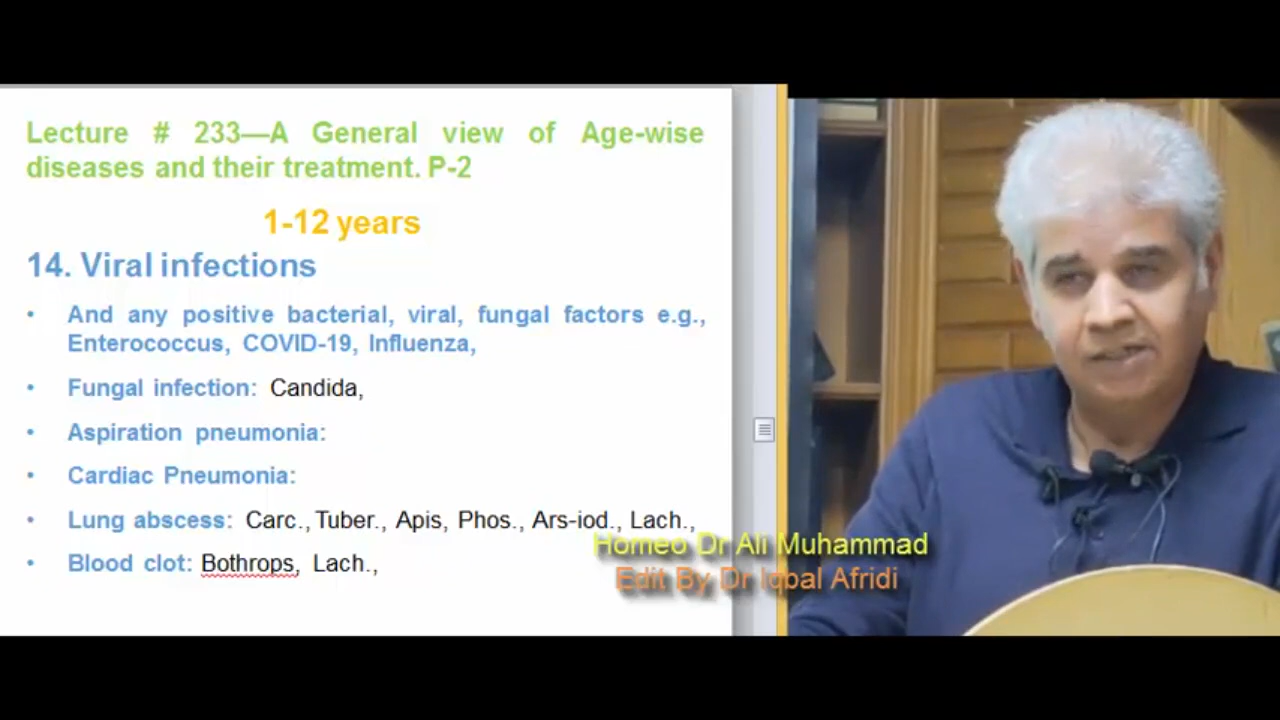 Lecture # 233—A General view of Age-wise
diseases and their treatment. P-2
1-12 years
14. Viral infections
• And any positive bacterial, viral, fungal factors e.g.,
Enterococcus, COVID-19, Influenza,
• Fungal infection: Candida,
• Aspiration pneumonia:
• Cardiac Pneumonia:
• Lung abscess: Carc., Tuber., Apis, Phos., Ars-iod., Lach.,
• Blood clot: Bothrops, Lach.,
Homeo Dr Ali Muhammad
Edit By Dr Iqbal Afridi